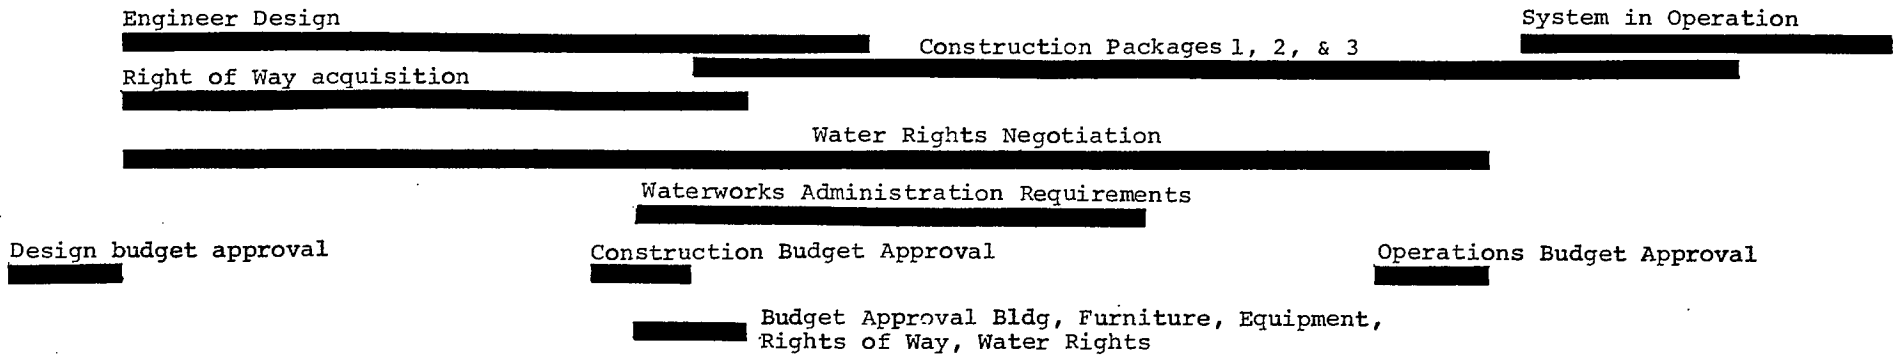 Engineer Design
System in Operation
Construction Packages 1, 2, & 3
Right of Way acquisition
Water Rights Negotiation
Waterworks Administration Requirements
Design budget approval
Construction Budget Approval
Operations Budget Approval
Budget Approval Bldg, Furniture, Equipment,
Rights of Way, Water Rights